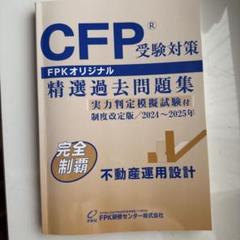 CFP® 受験対策
FPKオリジナル
精選過去問題集
実力判定模擬試験付
制度改定版/2024〜2025年
完全
制覇
不動産運用設計
FPK研修センター株式会社